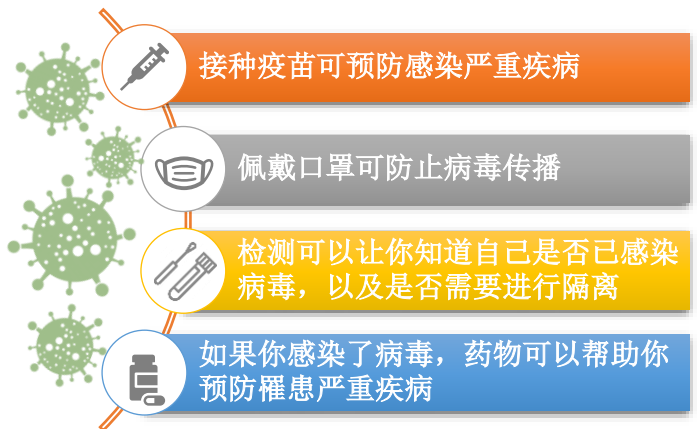 接种疫苗可预防感染严重疾病
佩戴口罩可防止病毒传播
检测可以让你知道自己是否已感染
病毒，以及是否需要进行隔离
如果你感染了病毒，药物可以帮助你
预防罹患严重疾病